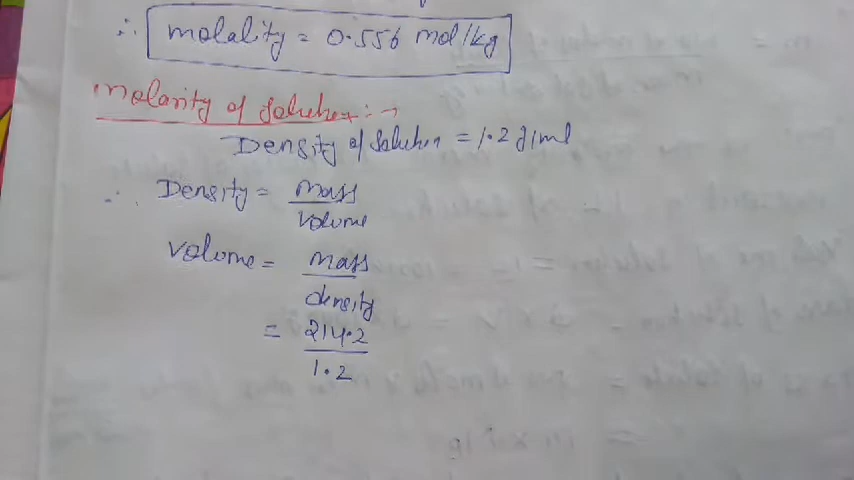 ∴ molality = 0.556 mol/kg
Molarity of solution :- →
Density of solution = 1.2 g/ml
∴ Density = mass / volume
volume = mass / density
= 214.2 / 1.2